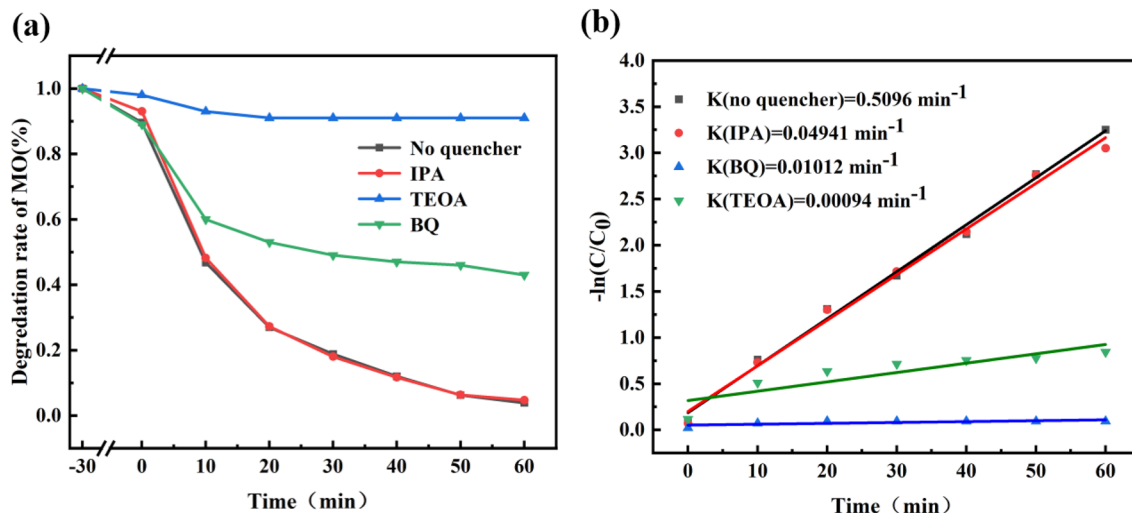 (a)
Degredation rate of MO(%)
1.0
0.8
0.6
0.4
0.2
0.0
No quencher
IPA
TEOA
BQ
-30 0 10 20 30 40 50 60
Time（min）
(b)
-ln(C/C0)
4.0
3.5
3.0
2.5
2.0
1.5
1.0
0.5
0.0
K(no quencher)=0.5096 min-1
K(IPA)=0.04941 min-1
K(BQ)=0.01012 min-1
K(TEOA)=0.00094 min-1
0 10 20 30 40 50 60
Time（min）